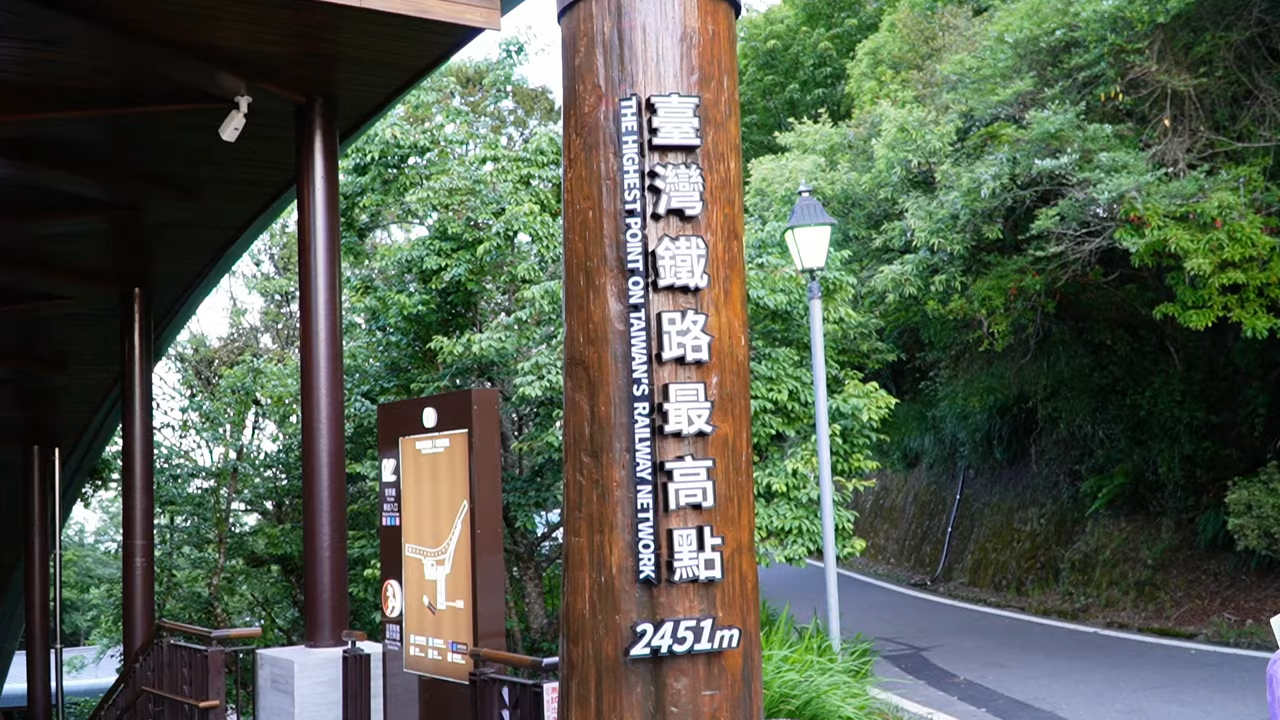 臺灣鐵路最高點
THE HIGHEST POINT ON TAIWAN'S RAILWAY NETWORK
2451m